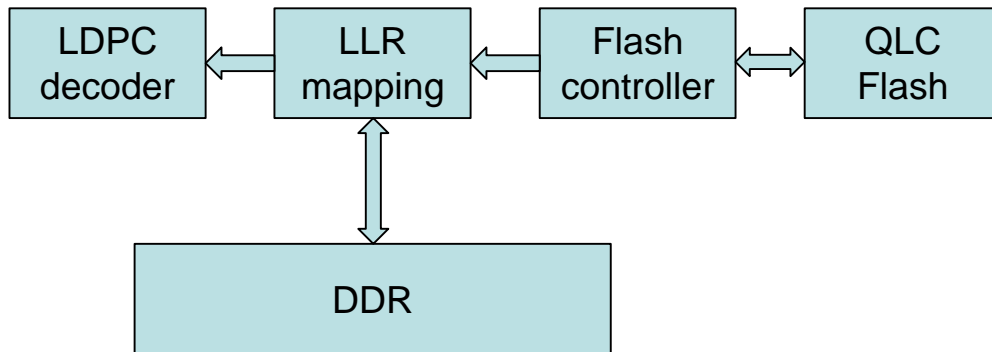 LDPC
decoder
LLR
mapping
Flash
controller
QLC
Flash
DDR